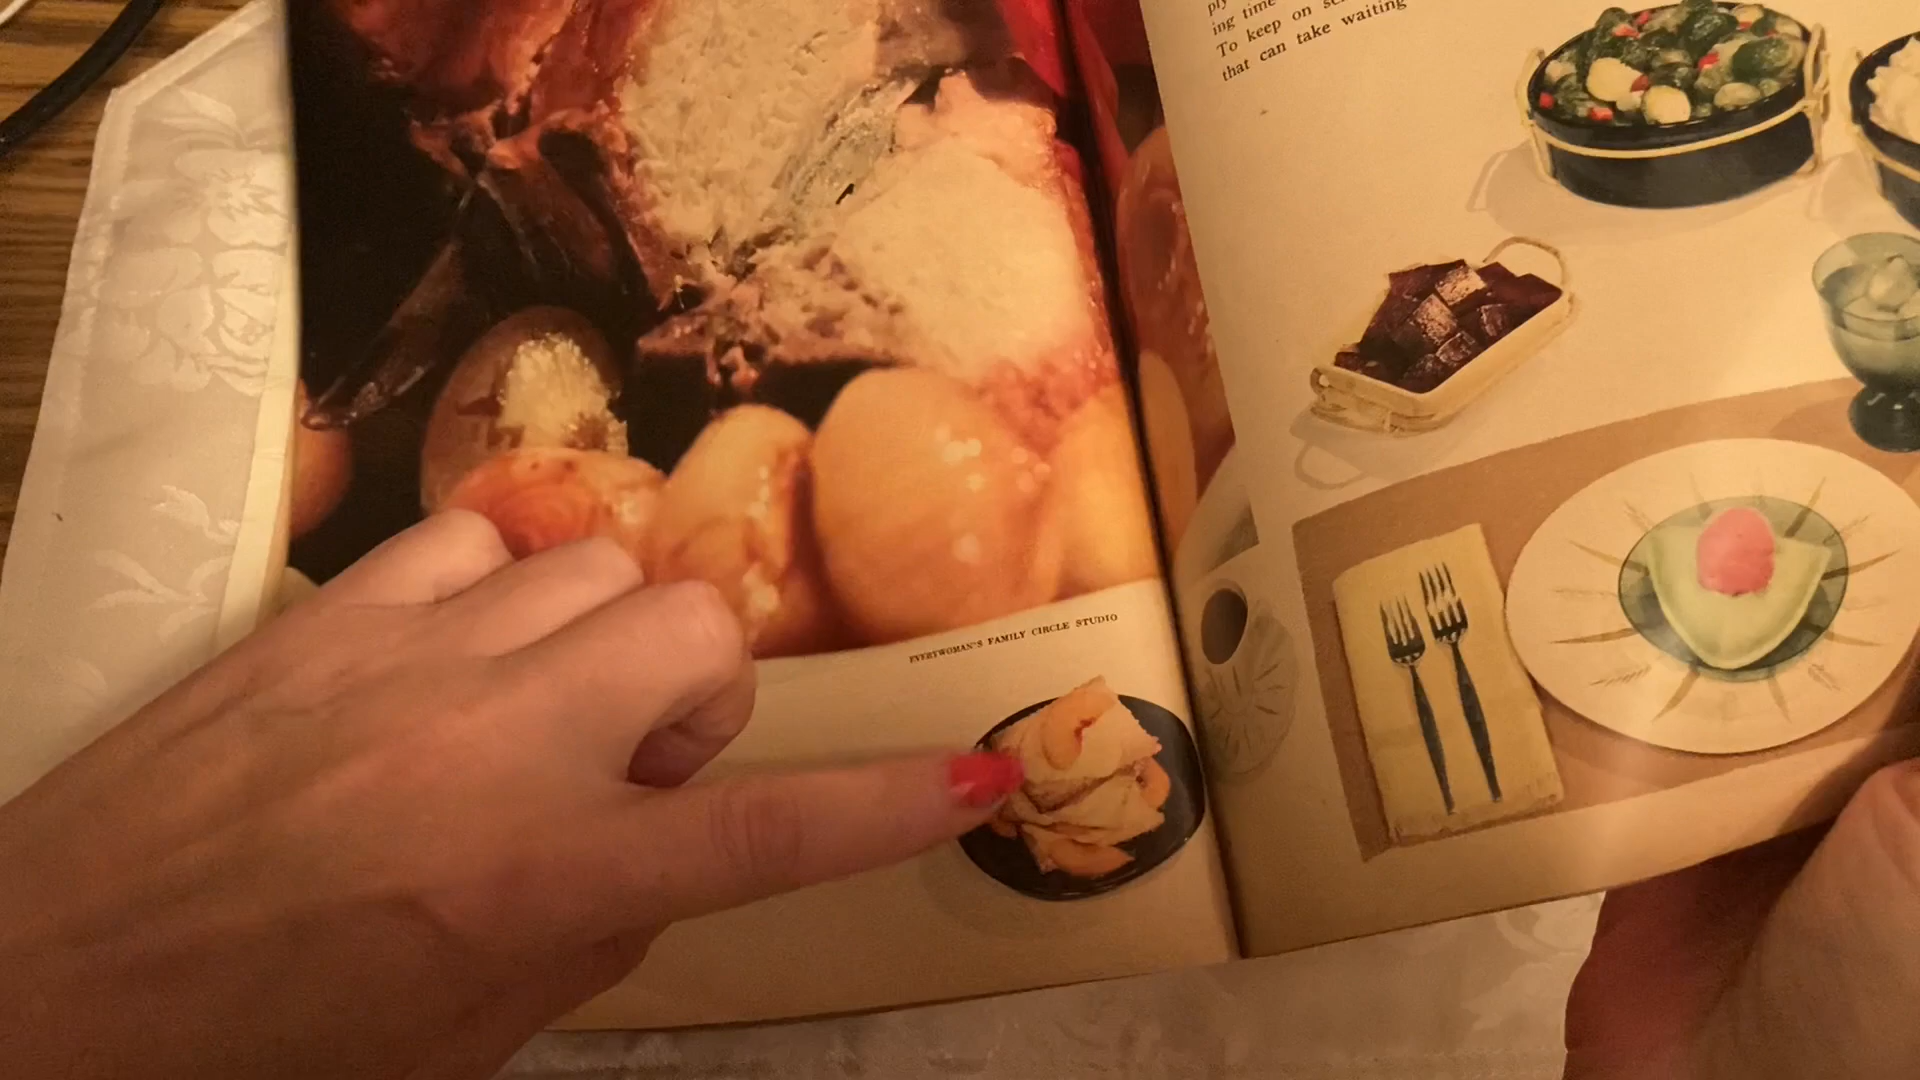 EVERYWOMAN'S FAMILY CIRCLE STUDIO
ing time
To keep on
that can take waiting